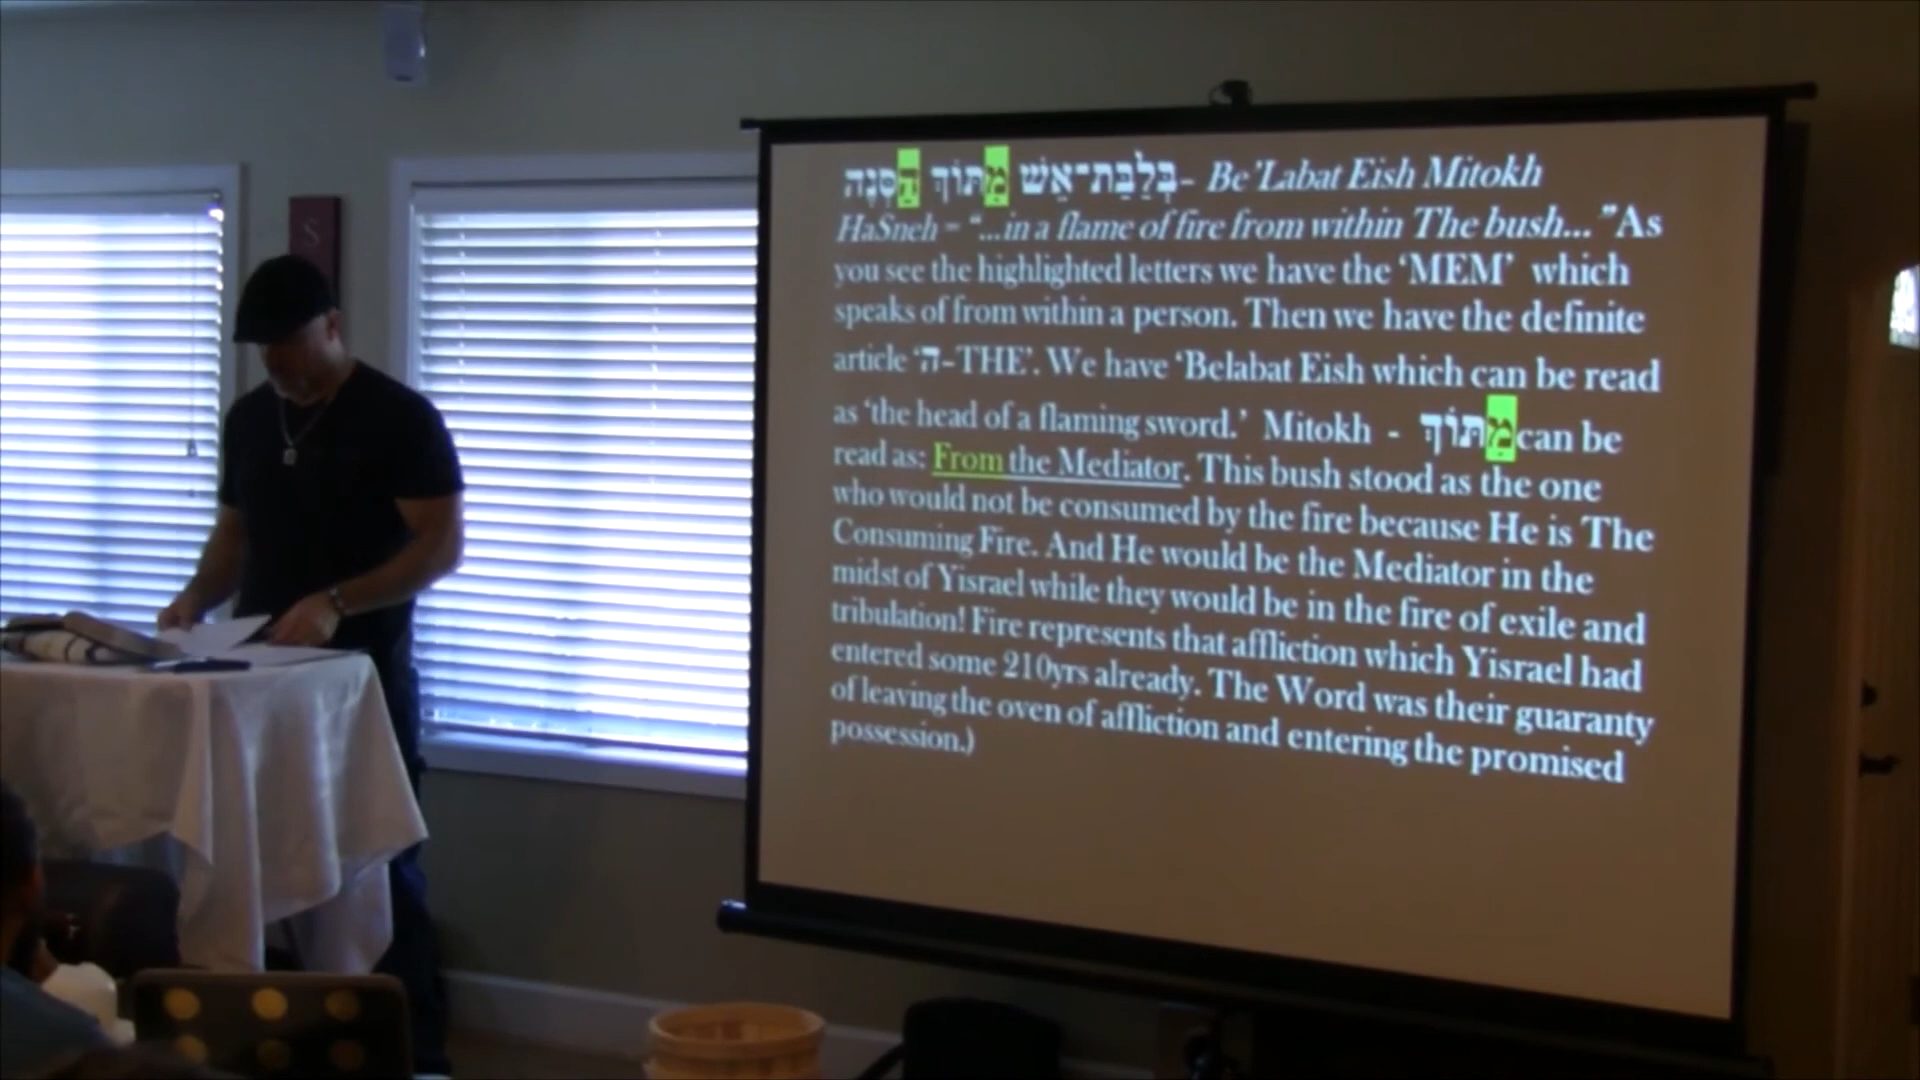 בְּלַבַּת־אֵשׁ מִתּוֹךְ הַסְּנֶה- Be'Labat Eish Mitokh
HaSneh – “...in a flame of fire from within The bush...”As
you see the highlighted letters we have the ‘MEM’ which
speaks of from within a person. Then we have the definite
article ‘ה-THE’. We have ‘Belabat Eish which can be read
as ‘the head of a flaming sword.’ Mitokh - מִתּוֹךְ can be
read as: From the Mediator. This bush stood as the one
who would not be consumed by the fire because He is The
Consuming Fire. And He would be the Mediator in the
midst of Yisrael while they would be in the fire of exile and
tribulation! Fire represents that affliction which Yisrael had
entered some 210yrs already. The Word was their guaranty
of leaving the oven of affliction and entering the promised
possession.)
S